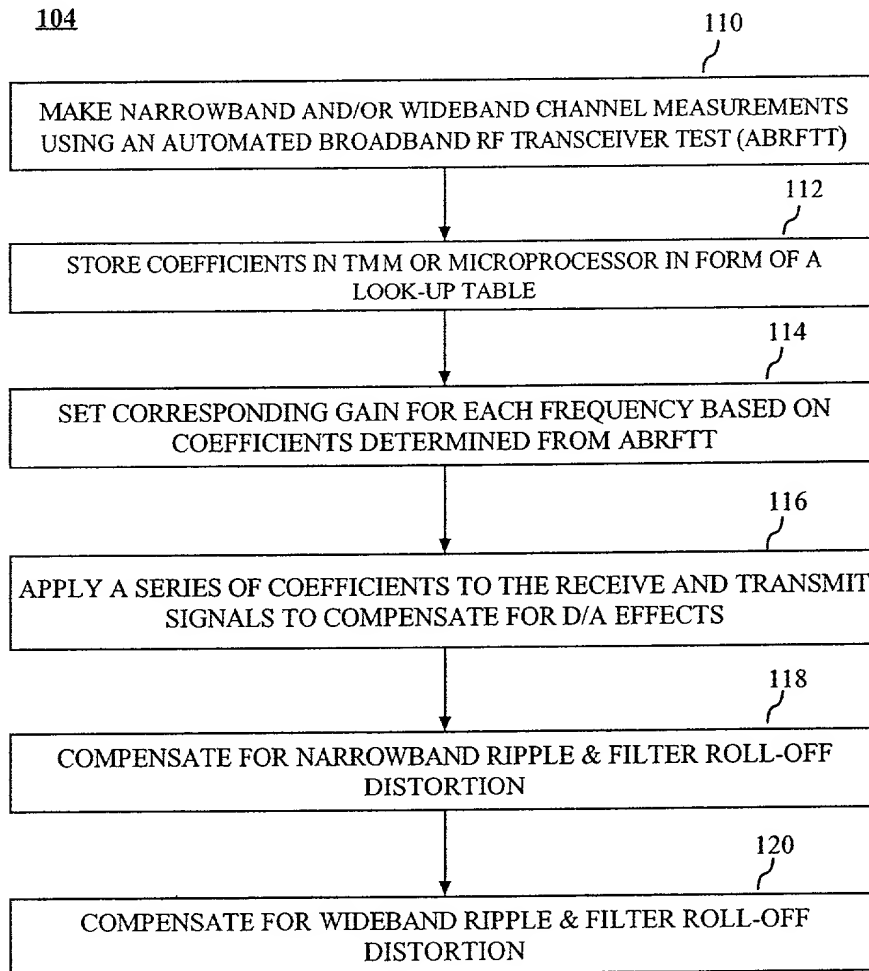 104
110
MAKE NARROWBAND AND/OR WIDEBAND CHANNEL MEASUREMENTS
USING AN AUTOMATED BROADBAND RF TRANSCEIVER TEST (ABRFTT)
112
STORE COEFFICIENTS IN TMM OR MICROPROCESSOR IN FORM OF A
LOOK-UP TABLE
114
SET CORRESPONDING GAIN FOR EACH FREQUENCY BASED ON
COEFFICIENTS DETERMINED FROM ABRFTT
116
APPLY A SERIES OF COEFFICIENTS TO THE RECEIVE AND TRANSMIT
SIGNALS TO COMPENSATE FOR D/A EFFECTS
118
COMPENSATE FOR NARROWBAND RIPPLE & FILTER ROLL-OFF
DISTORTION
120
COMPENSATE FOR WIDEBAND RIPPLE & FILTER ROLL-OFF
DISTORTION